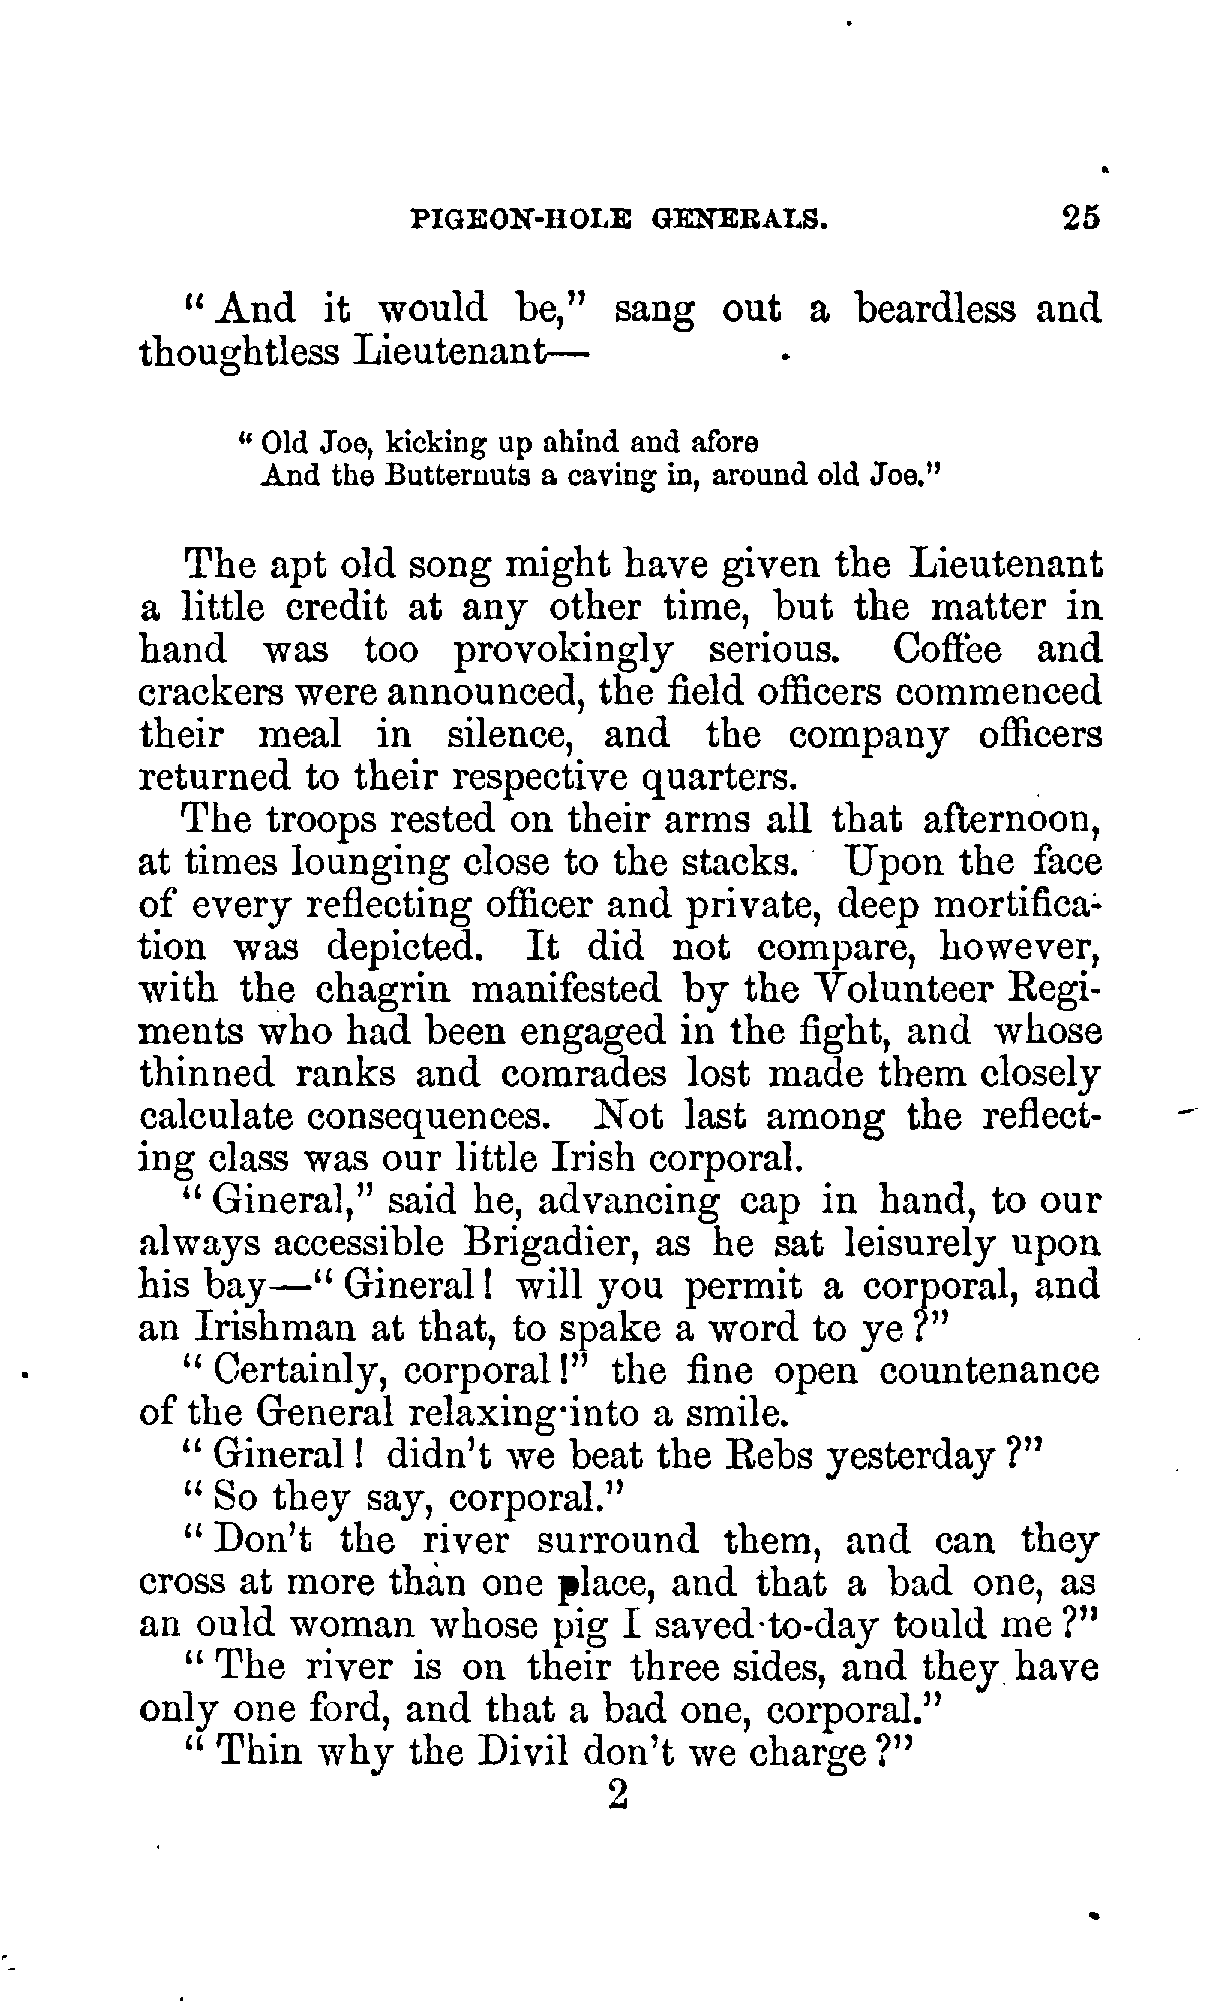 PIGEON-HOLE GENERALS. 25
“And it would be,” sang out a beardless and
thoughtless Lieutenant—
“Old Joe, kicking up ahind and afore
And the Butternuts a caving in, around old Joe.”
The apt old song might have given the Lieutenant
a little credit at any other time, but the matter in
hand was too provokingly serious. Coffee and
crackers were announced, the field officers commenced
their meal in silence, and the company officers
returned to their respective quarters.
The troops rested on their arms all that afternoon,
at times lounging close to the stacks. Upon the face
of every reflecting officer and private, deep mortifica-
tion was depicted. It did not compare, however,
with the chagrin manifested by the Volunteer Regi-
ments who had been engaged in the fight, and whose
thinned ranks and comrades lost made them closely
calculate consequences. Not last among the reflect-
ing class was our little Irish corporal.
“Gineral,” said he, advancing cap in hand, to our
always accessible Brigadier, as he sat leisurely upon
his bay—“Gineral! will you permit a corporal, and
an Irishman at that, to spake a word to ye?”
“Certainly, corporal!” the fine open countenance
of the General relaxing into a smile.
“Gineral! didn't we beat the Rebs yesterday?”
“So they say, corporal.”
“Don't the river surround them, and can they
cross at more than one place, and that a bad one, as
an ould woman whose pig I saved to-day tould me?”
“The river is on their three sides, and they have
only one ford, and that a bad one, corporal.”
“Thin why the Divil don't we charge?”
2